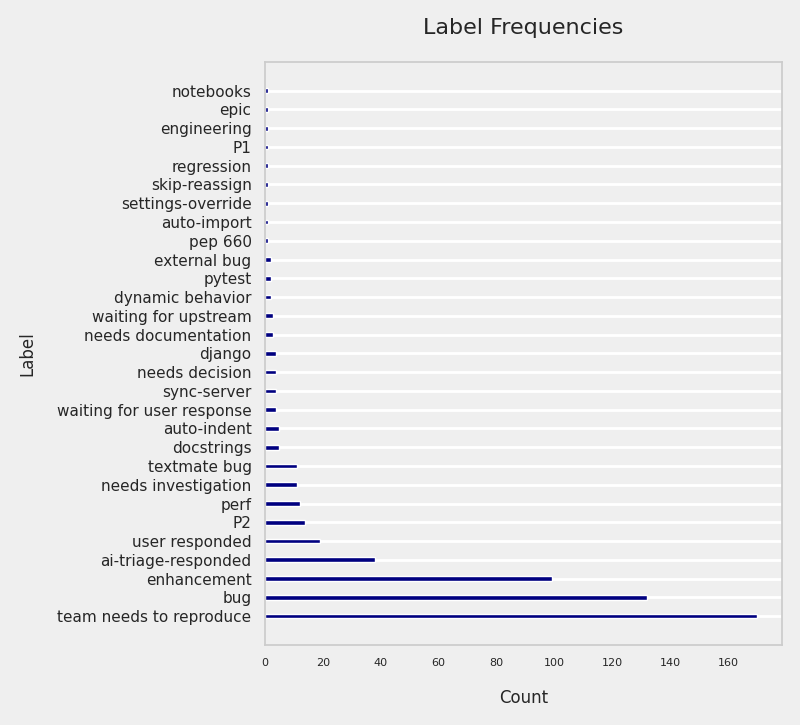 Label Frequencies
notebooks
epic
engineering
P1
regression
skip-reassign
settings-override
auto-import
pep 660
external bug
pytest
dynamic behavior
waiting for upstream
needs documentation
django
needs decision
sync-server
waiting for user response
auto-indent
docstrings
textmate bug
needs investigation
perf
P2
user responded
ai-triage-responded
enhancement
bug
team needs to reproduce
Label
0 20 40 60 80 100 120 140 160
Count